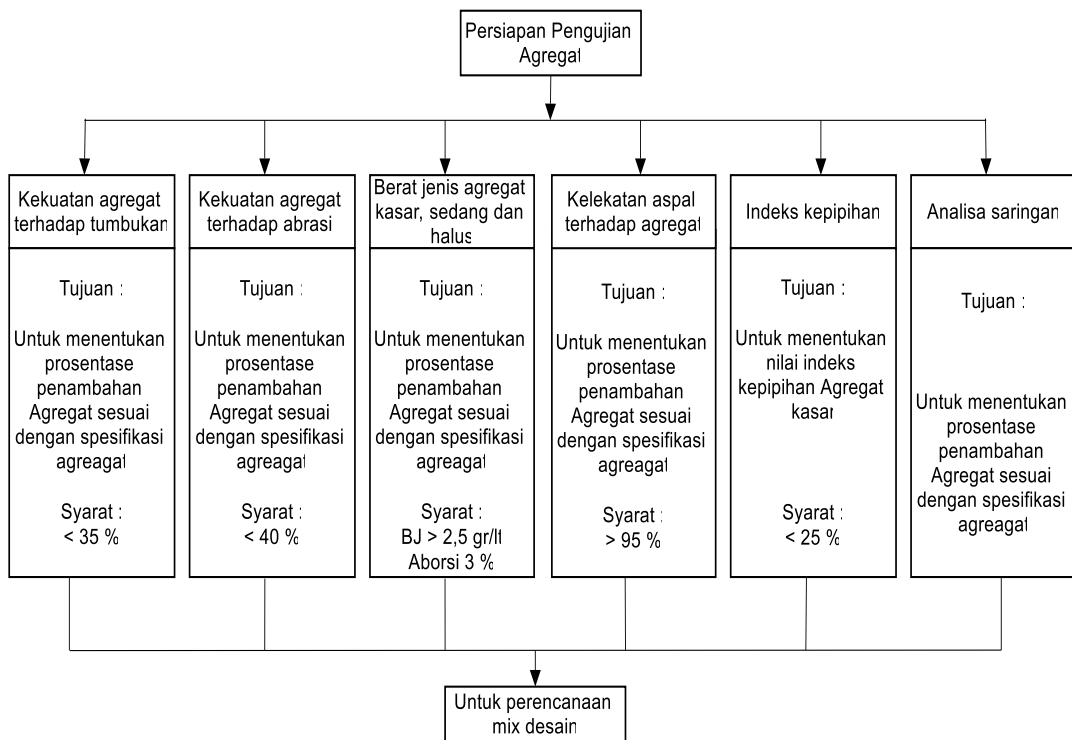 Persiapan Pengujian
Agregat
Kekuatan agregat
terhadap tumbukan
Tujuan :
Untuk menentukan
prosentase
penambahan
Agregat sesuai
dengan spesifikasi
agreagat
Syarat :
< 35 %
Kekuatan agregat
terhadap abrasi
Tujuan :
Untuk menentukan
prosentase
penambahan
Agregat sesuai
dengan spesifikasi
agreagat
Syarat :
< 40 %
Berat jenis agregat
kasar, sedang dan
halus
Tujuan :
Untuk menentukan
prosentase
penambahan
Agregat sesuai
dengan spesifikasi
agreagat
Syarat :
BJ > 2,5 gr/lt
Aborsi 3 %
Kelekatan aspal
terhadap agregat
Tujuan :
Untuk menentukan
prosentase
penambahan
Agregat sesuai
dengan spesifikasi
agreagat
Syarat :
> 95 %
Indeks kepipihan
Tujuan :
Untuk menentukan
nilai indeks
kepipihan Agregat
kasar
Syarat :
< 25 %
Analisa saringan
Tujuan :
Untuk menentukan
prosentase
penambahan
Agregat sesuai
dengan spesifikasi
agreagat
Untuk perencanaan
mix desain